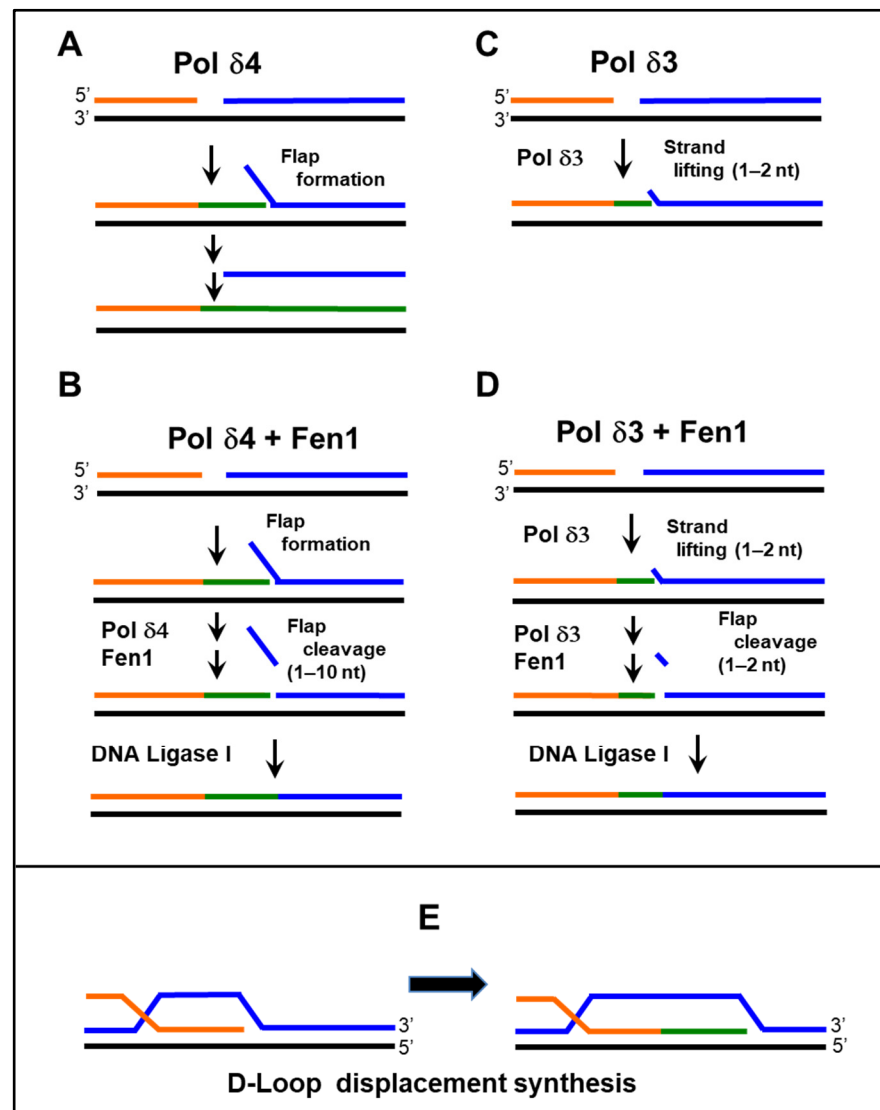 A
Pol δ4
5’
3’
Flap
formation
B
Pol δ4 + Fen1
5’
3’
Flap
formation
Pol δ4
Fen1
Flap
cleavage
(1–10 nt)
DNA Ligase I
C
Pol δ3
5’
3’
Pol δ3
Strand
lifting (1–2 nt)
D
Pol δ3 + Fen1
5’
3’
Pol δ3
Strand
lifting (1–2 nt)
Pol δ3
Fen1
Flap
cleavage
(1–2 nt)
DNA Ligase I
E
3’
5’
3’
5’
D-Loop displacement synthesis